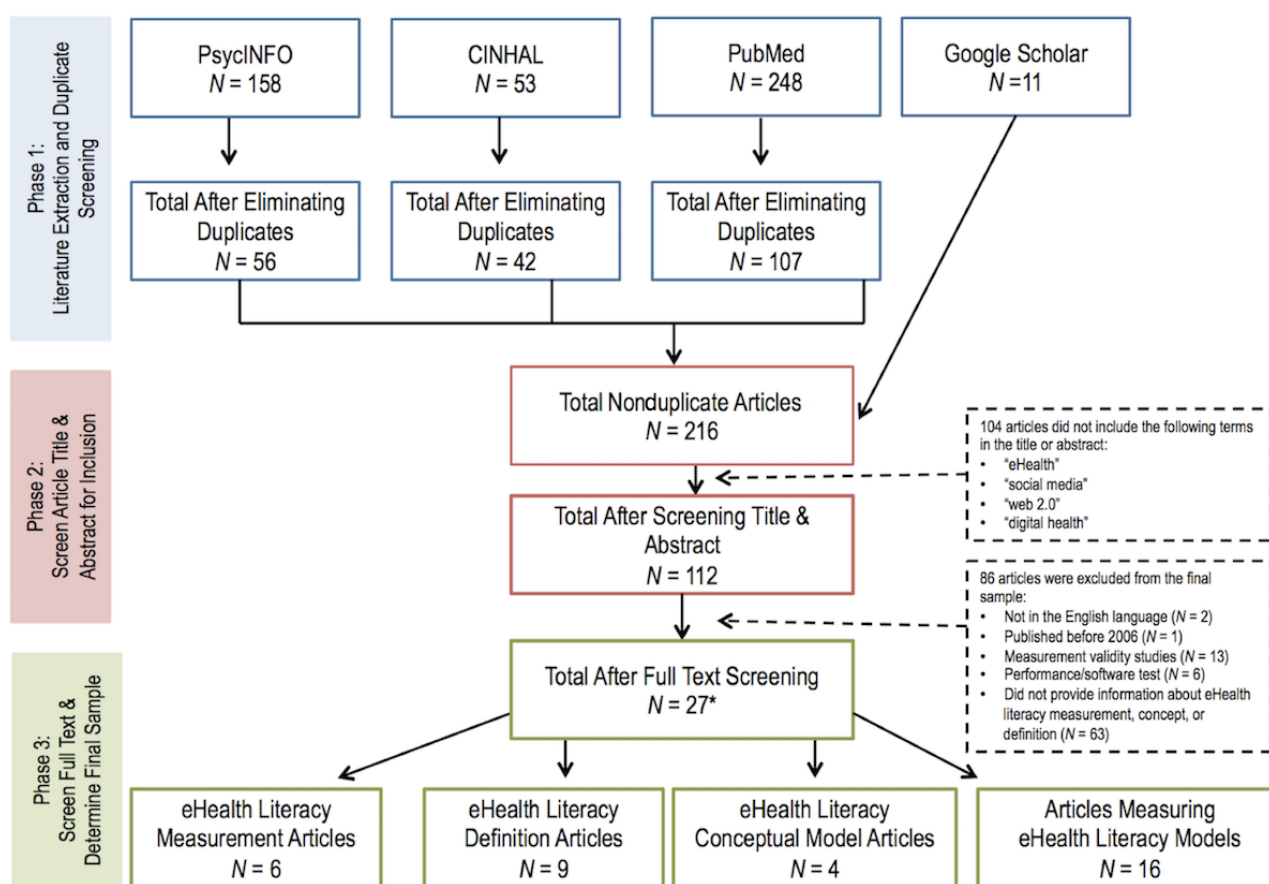 Phase 1:
Literature Extraction and Duplicate
Screening
PsycINFO
N = 158
CINHAL
N = 53
PubMed
N = 248
Google Scholar
N =11
Total After Eliminating
Duplicates
N = 56
Total After Eliminating
Duplicates
N = 42
Total After Eliminating
Duplicates
N = 107
Phase 2:
Screen Article Title &
Abstract for Inclusion
Total Nonduplicate Articles
N = 216
104 articles did not include the following terms
in the title or abstract:
• “eHealth”
• “social media”
• “web 2.0”
• “digital health”
Total After Screening Title &
Abstract
N = 112
86 articles were excluded from the final
sample:
• Not in the English language (N = 2)
• Published before 2006 (N = 1)
• Measurement validity studies (N = 13)
• Performance/software test (N = 6)
• Did not provide information about eHealth
literacy measurement, concept, or
definition (N = 63)
Phase 3:
Screen Full Text &
Determine Final Sample
Total After Full Text Screening
N = 27*
eHealth Literacy
Measurement Articles
N = 6
eHealth Literacy
Definition Articles
N = 9
eHealth Literacy
Conceptual Model Articles
N = 4
Articles Measuring
eHealth Literacy Models
N = 16